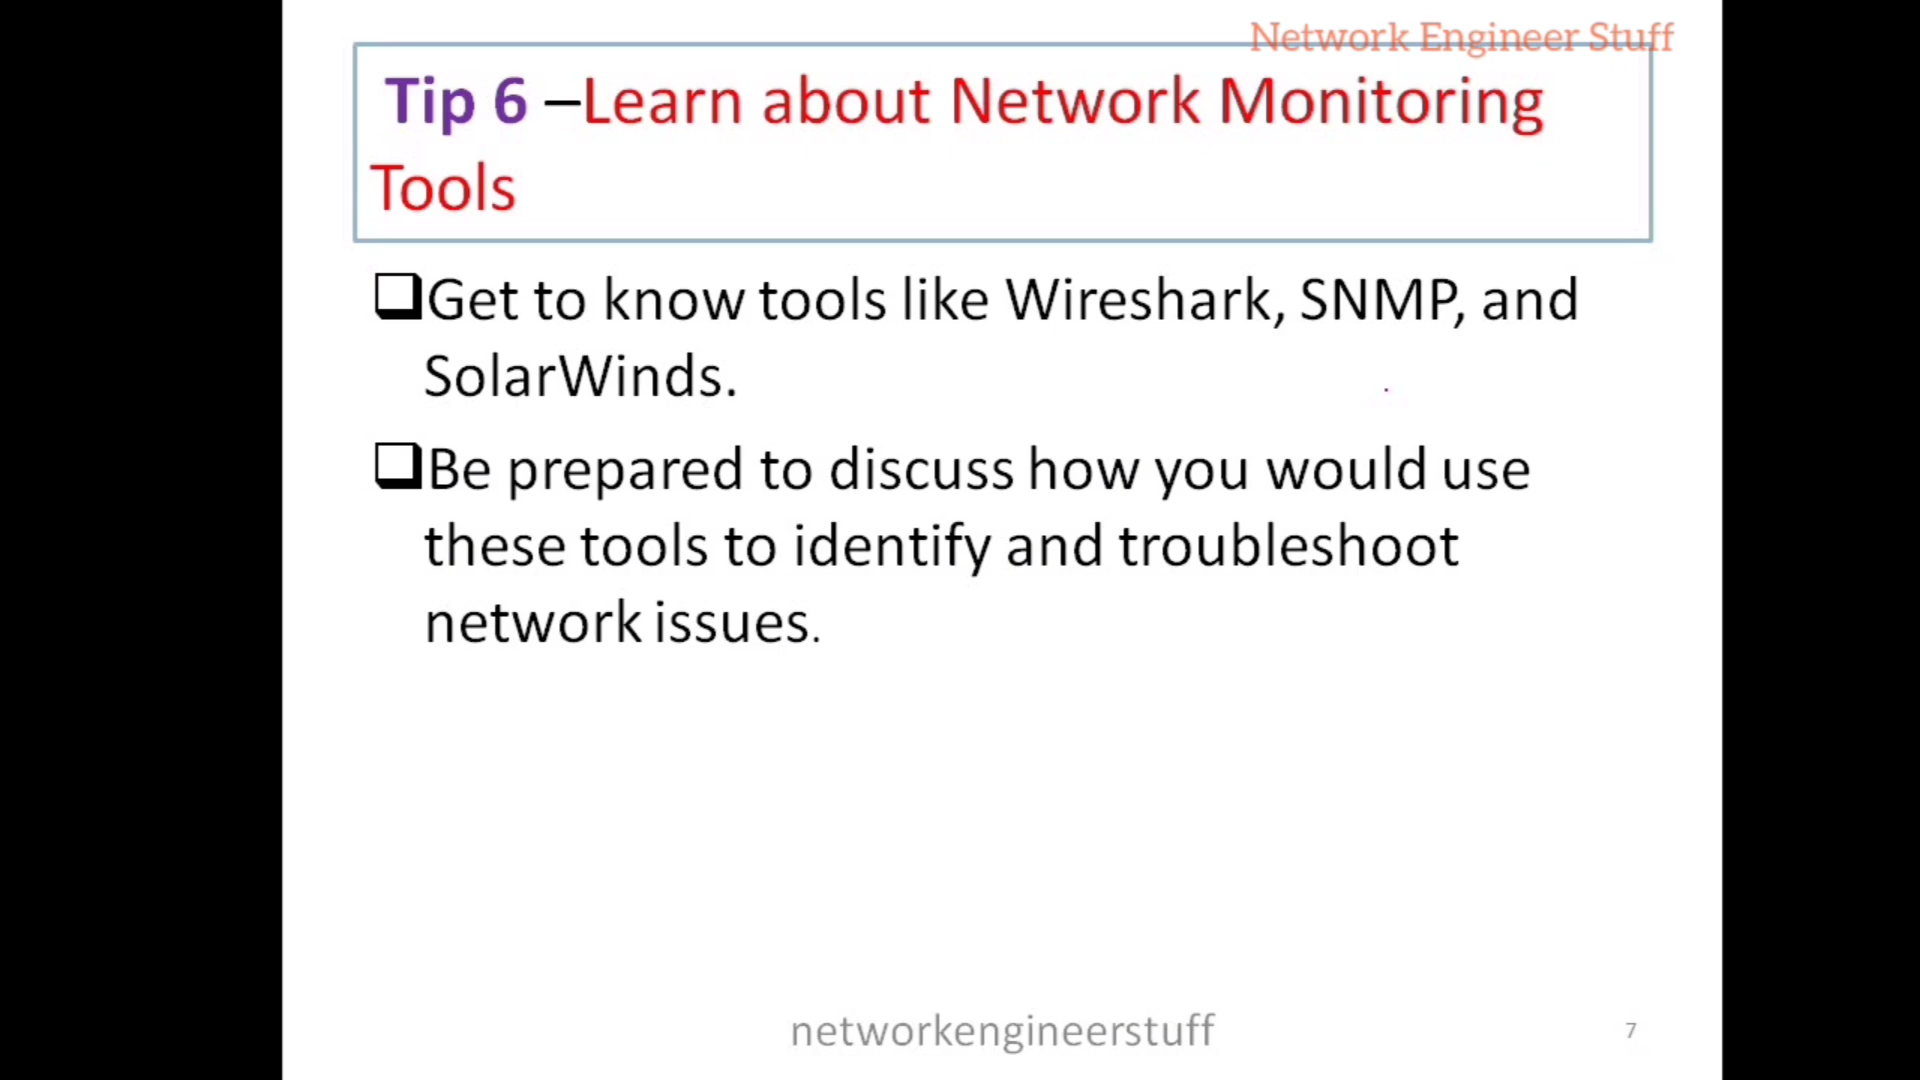 Network Engineer Stuff
Tip 6 –Learn about Network Monitoring
Tools
Get to know tools like Wireshark, SNMP, and
SolarWinds.
Be prepared to discuss how you would use
these tools to identify and troubleshoot
network issues.
networkengineerstuff
7